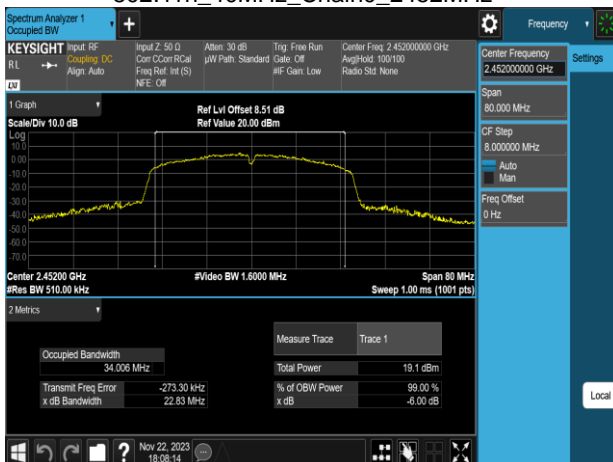 Spectrum Analyzer 1
Occupied BW
+
Frequency
KEYSIGHT
RL
LXI
Input: RF
Coupling: DC
Align: Auto
Input Z: 50 Ω
Corr CCorr RCal
Freq Ref: Int (S)
NFE: Off
Atten: 30 dB
µW Path: Standard
Trig: Free Run
Gate: Off
#IF Gain: Low
Center Freq: 2.452000000 GHz
Avg|Hold: 100/100
Radio Std: None
Center Frequency
2.452000000 GHz
Settings
Span
80.000 MHz
CF Step
8.000000 MHz
Auto
Man
Freq Offset
0 Hz
Local
1 Graph
Scale/Div 10.0 dB
Ref Lvl Offset 8.51 dB
Ref Value 20.00 dBm
Log
10.0
0.00
-10.0
-20.0
-30.0
-40.0
-50.0
-60.0
-70.0
Center 2.45200 GHz
#Video BW 1.6000 MHz
Span 80 MHz
#Res BW 510.00 kHz
Sweep 1.00 ms (1001 pts)
2 Metrics
Measure Trace
Trace 1
Occupied Bandwidth
34.006 MHz
Total Power
19.1 dBm
Transmit Freq Error
-273.30 kHz
% of OBW Power
99.00 %
x dB Bandwidth
22.83 MHz
x dB
-6.00 dB
?
Nov 22, 2023
18:08:14